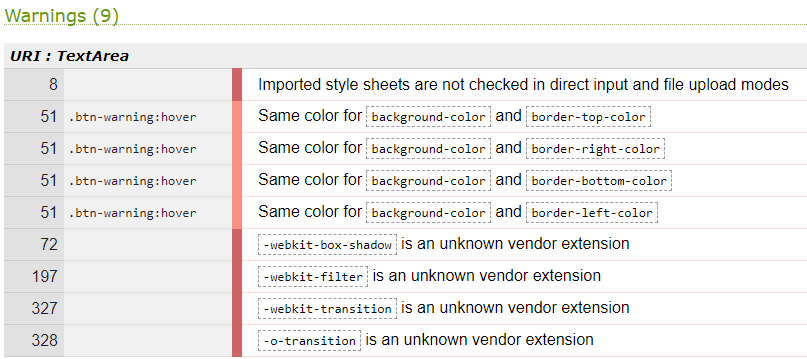 Warnings (9)
URI : TextArea
8 Imported style sheets are not checked in direct input and file upload modes
51 .btn-warning:hover Same color for background-color and border-top-color
51 .btn-warning:hover Same color for background-color and border-right-color
51 .btn-warning:hover Same color for background-color and border-bottom-color
51 .btn-warning:hover Same color for background-color and border-left-color
72 -webkit-box-shadow is an unknown vendor extension
197 -webkit-filter is an unknown vendor extension
327 -webkit-transition is an unknown vendor extension
328 -o-transition is an unknown vendor extension